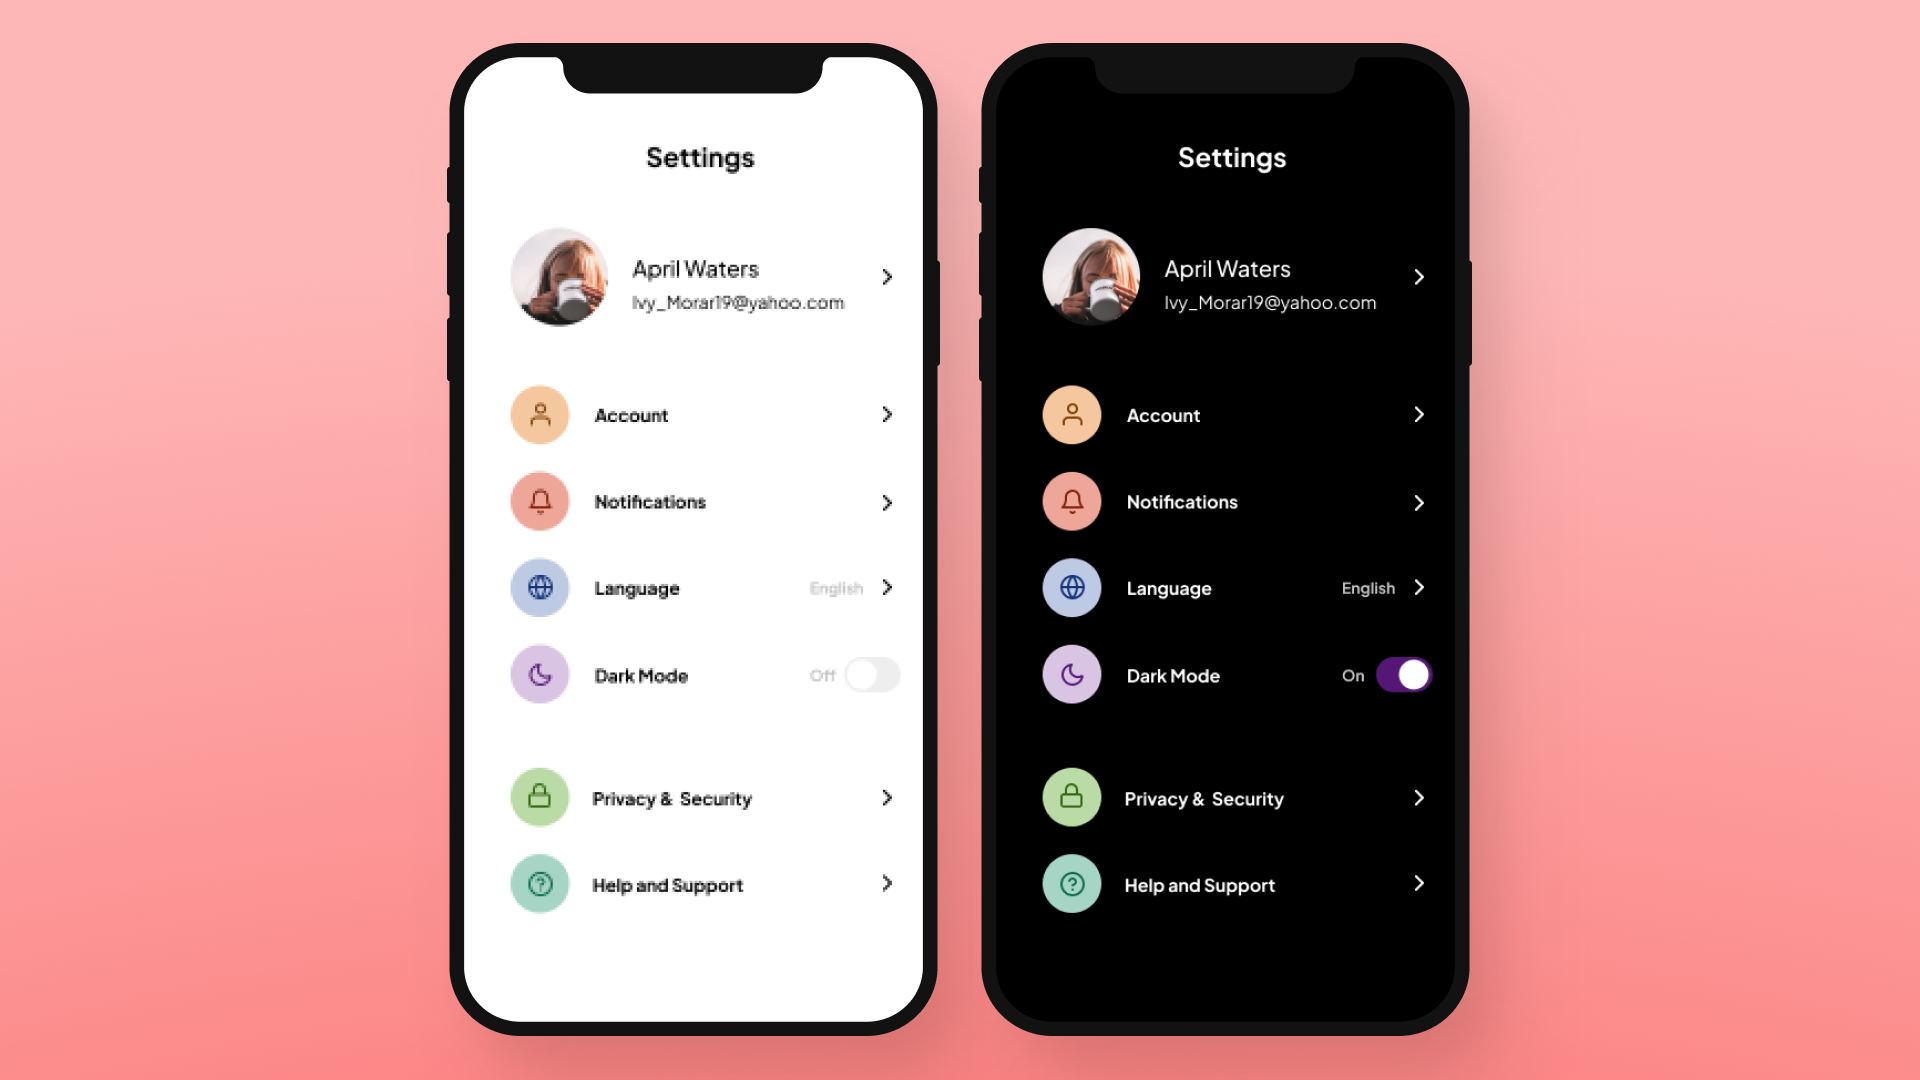 Settings
April Waters
Ivy_Morar19@yahoo.com
Account
Notifications
Language English
Dark Mode Off
Privacy & Security
Help and Support
Settings
April Waters
Ivy_Morar19@yahoo.com
Account
Notifications
Language English
Dark Mode On
Privacy & Security
Help and Support